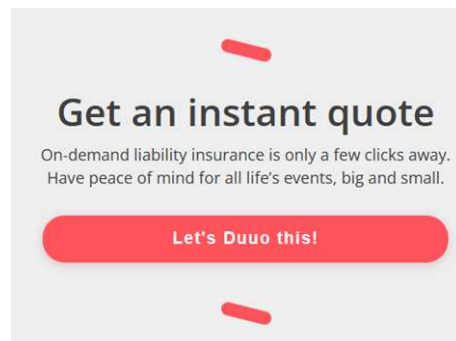 Get an instant quote
On-demand liability insurance is only a few clicks away.
Have peace of mind for all life's events, big and small.
Let's Duuo this!